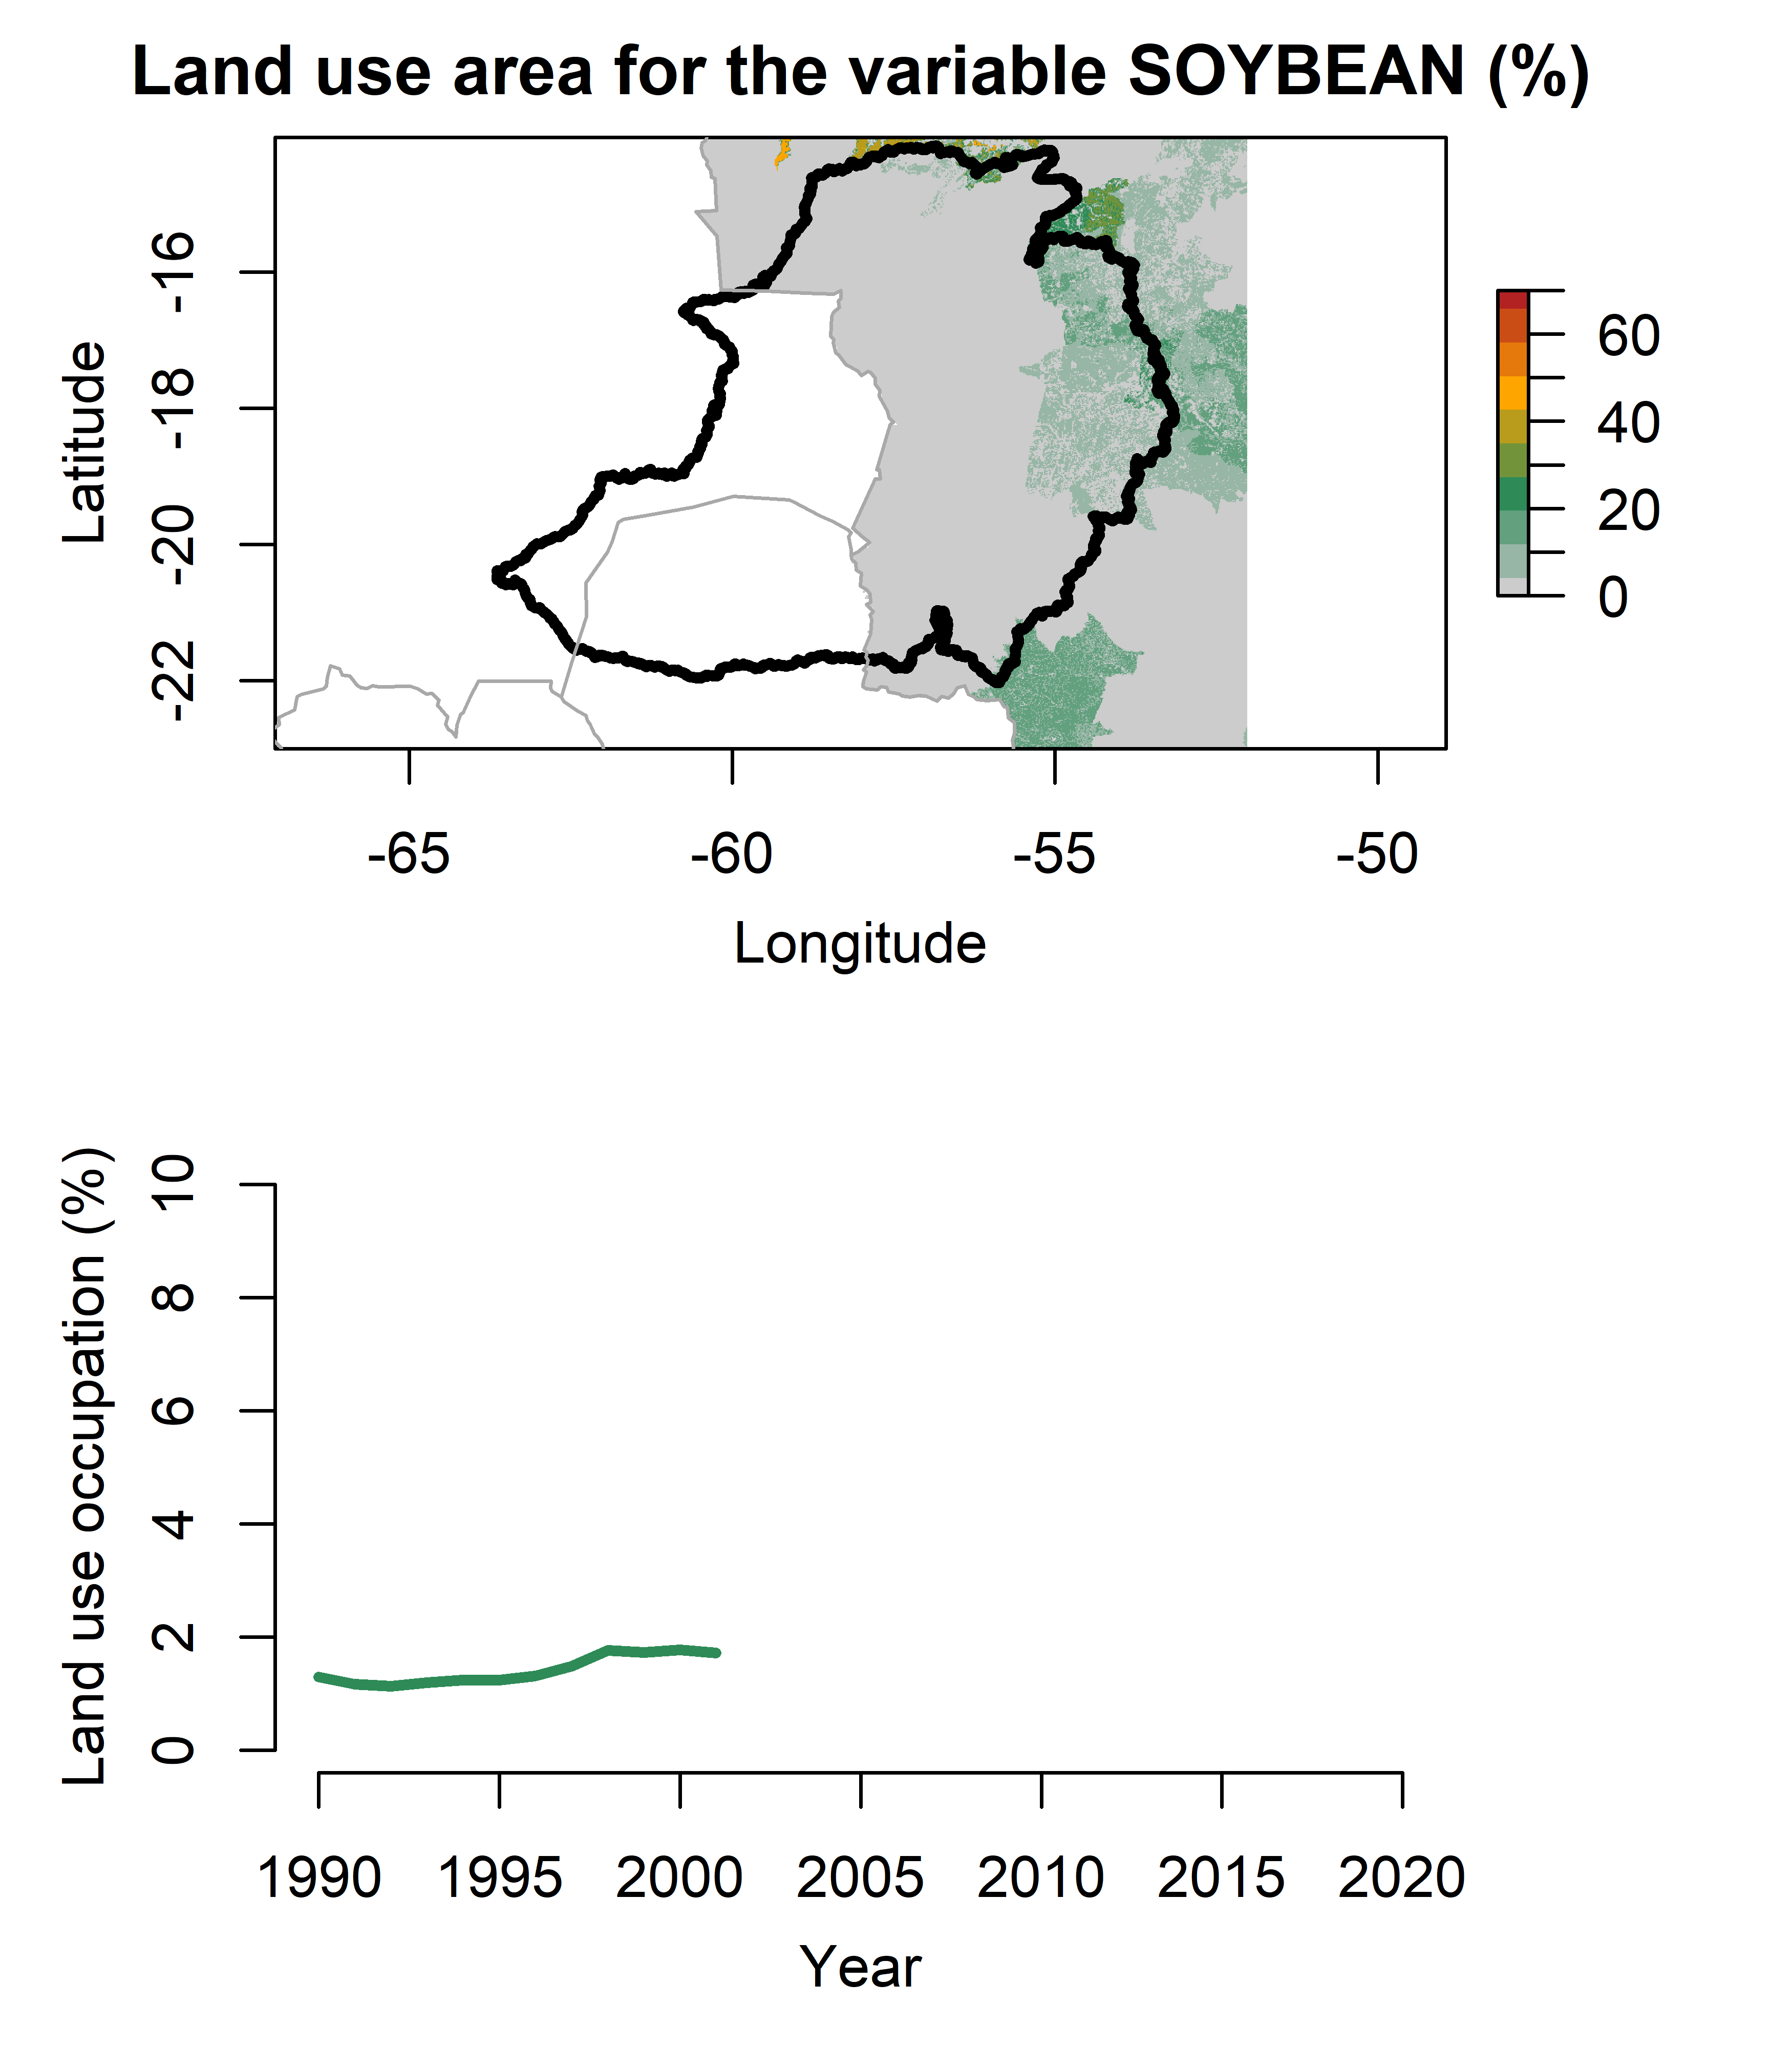 Land use area for the variable SOYBEAN (%)
Latitude
-16
-18
-20
-22
60
40
20
0
-65 -60 -55 -50
Longitude
Land use occupation (%)
10
8
6
4
2
0
1990 1995 2000 2005 2010 2015 2020
Year